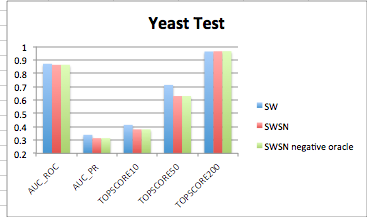 Yeast Test
1
0.9
0.8
0.7
0.6
0.5
0.4
0.3
0.2
AUC_ROC
AUC_PR
TOPSCORE10
TOPSCORE50
TOPSCORE200
SW
SWSN
SWSN negative oracle